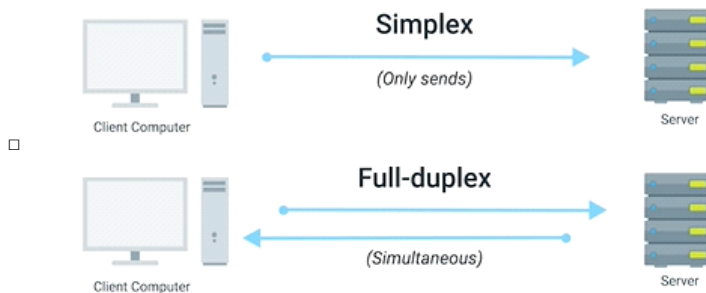 Simplex
(Only sends)
Client Computer
Server
Full-duplex
(Simultaneous)
Client Computer
Server